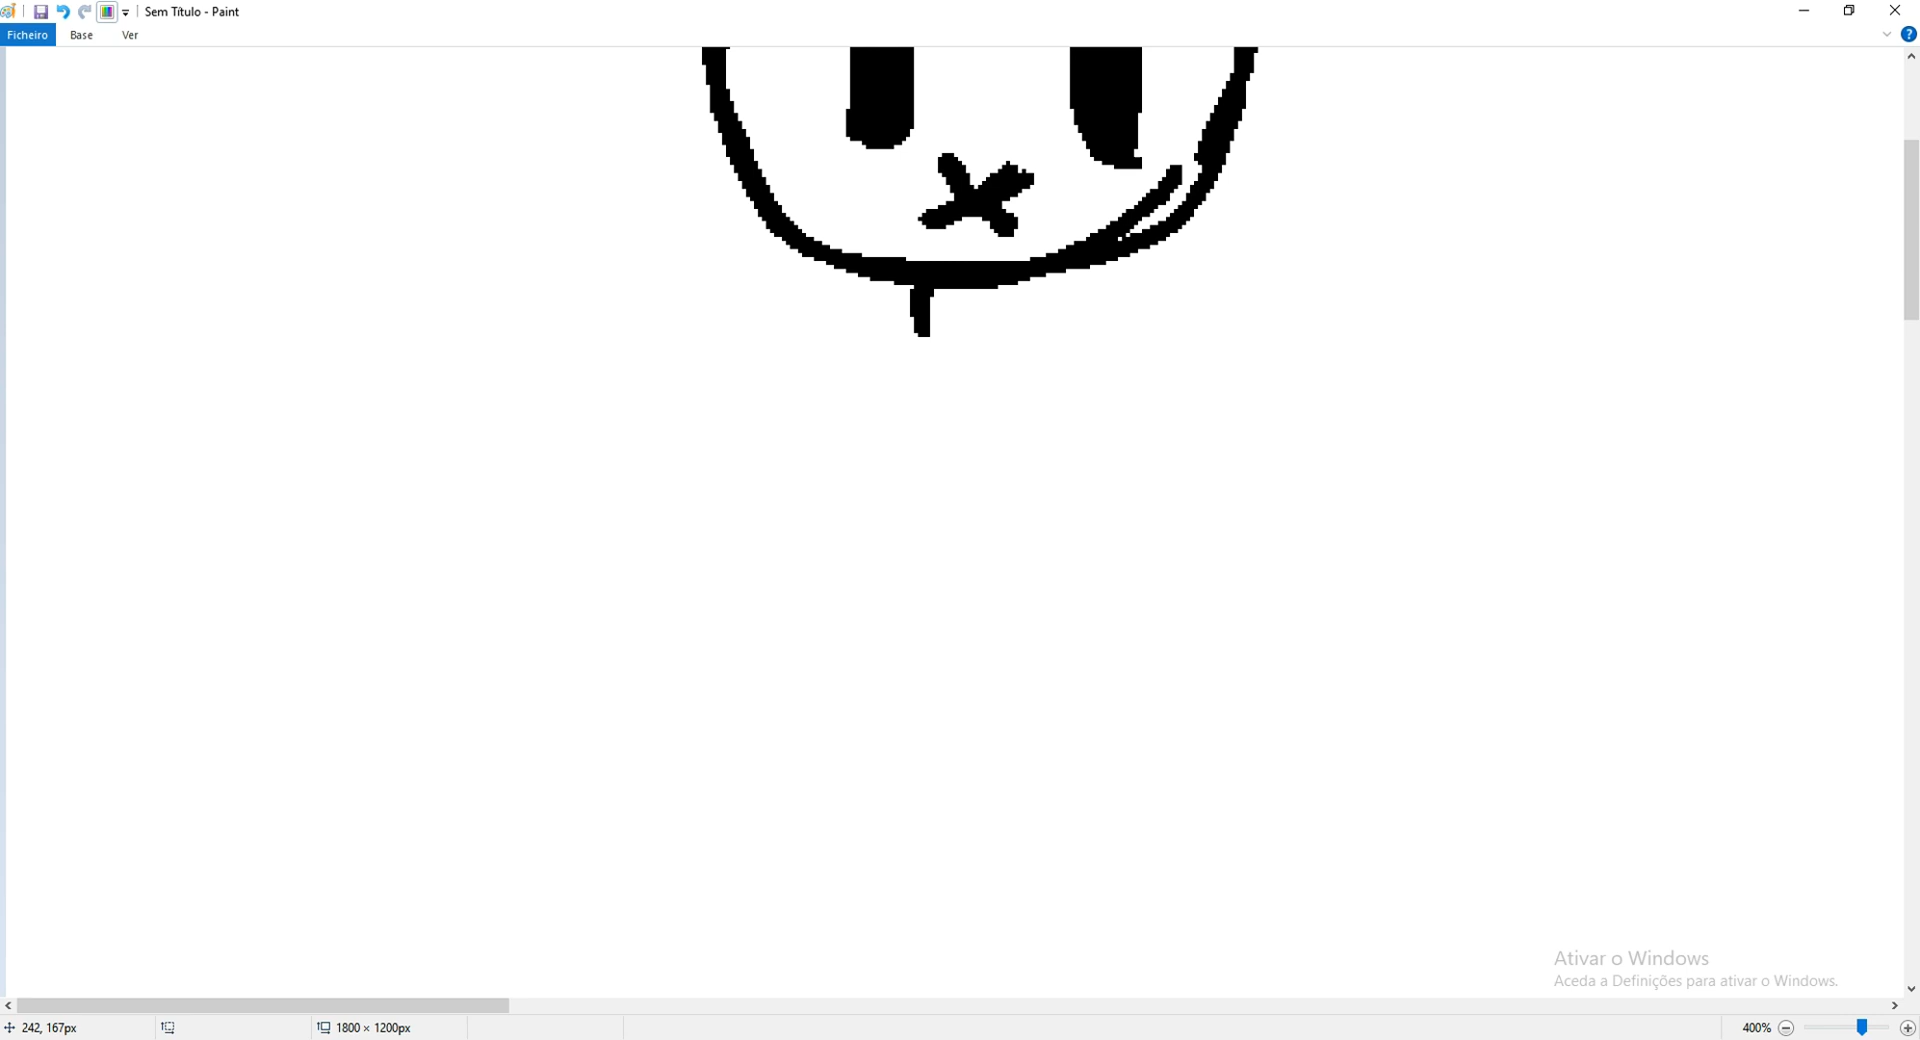 Sem Título - Paint
Ficheiro Base Ver
Ativar o Windows
Aceda a Definições para ativar o Windows.
242, 167px 1800 × 1200px 400%